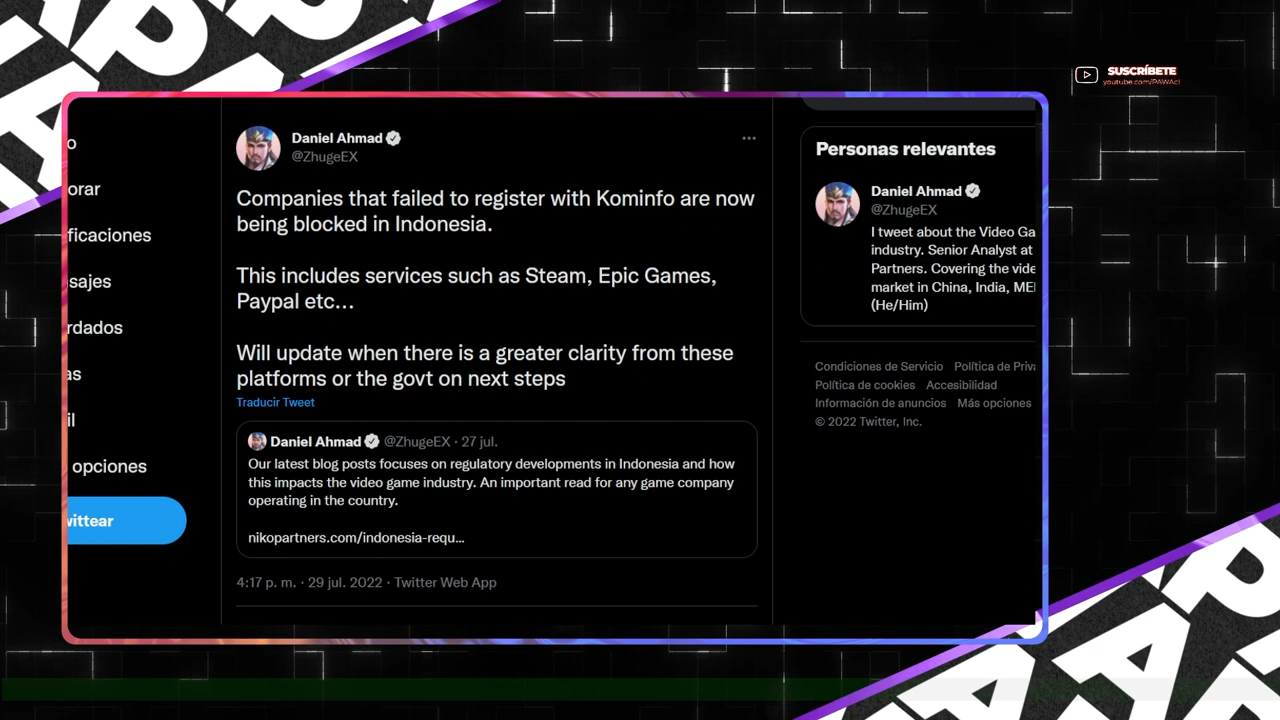 SUSCRÍBETE
youtube.com/PAWAcl
o
orar
ficaciones
sajes
rdados
as
il
opciones
wittear
Daniel Ahmad
@ZhugeEX
Companies that failed to register with Kominfo are now
being blocked in Indonesia.
This includes services such as Steam, Epic Games,
Paypal etc...
Will update when there is a greater clarity from these
platforms or the govt on next steps
Traducir Tweet
Daniel Ahmad @ZhugeEX · 27 jul.
Our latest blog posts focuses on regulatory developments in Indonesia and how
this impacts the video game industry. An important read for any game company
operating in the country.
nikopartners.com/indonesia-requ...
4:17 p. m. · 29 jul. 2022 · Twitter Web App
Personas relevantes
Daniel Ahmad
@ZhugeEX
I tweet about the Video Ga
industry. Senior Analyst at
Partners. Covering the vide
market in China, India, ME
(He/Him)
Condiciones de Servicio Política de Priva
Política de cookies Accesibilidad
Información de anuncios Más opciones
© 2022 Twitter, Inc.